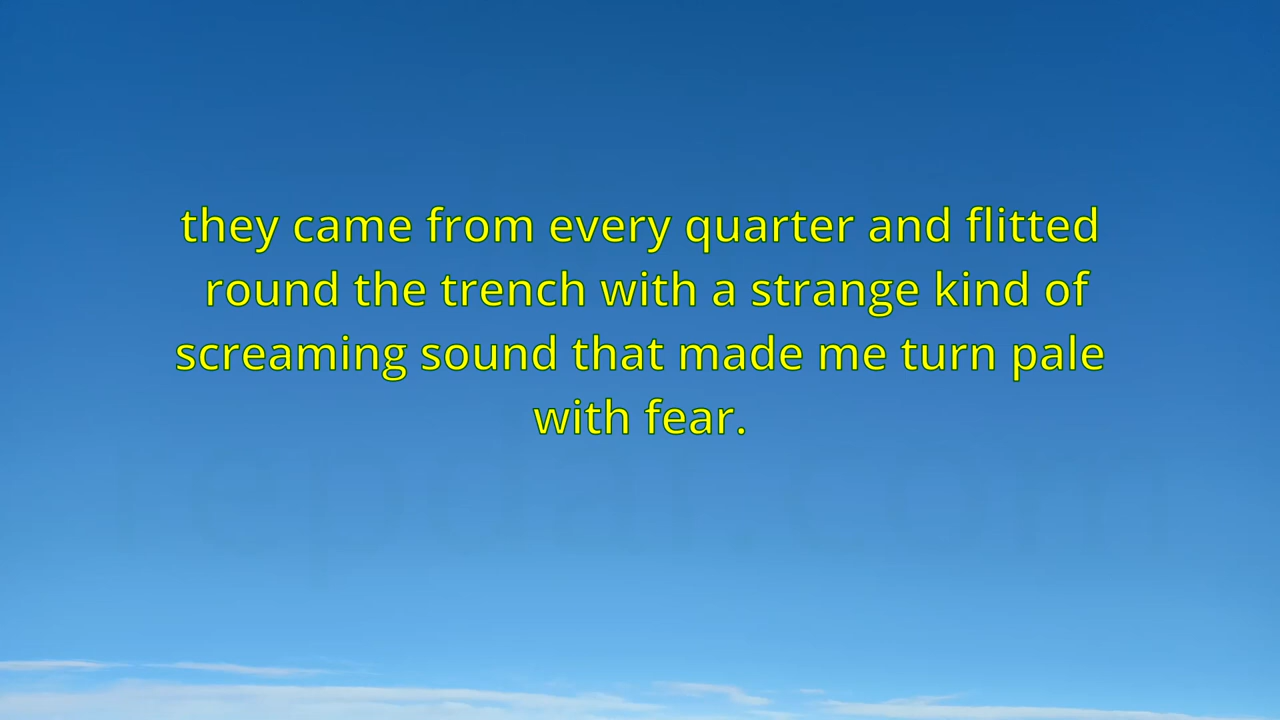 they came from every quarter and flitted
round the trench with a strange kind of
screaming sound that made me turn pale
with fear.